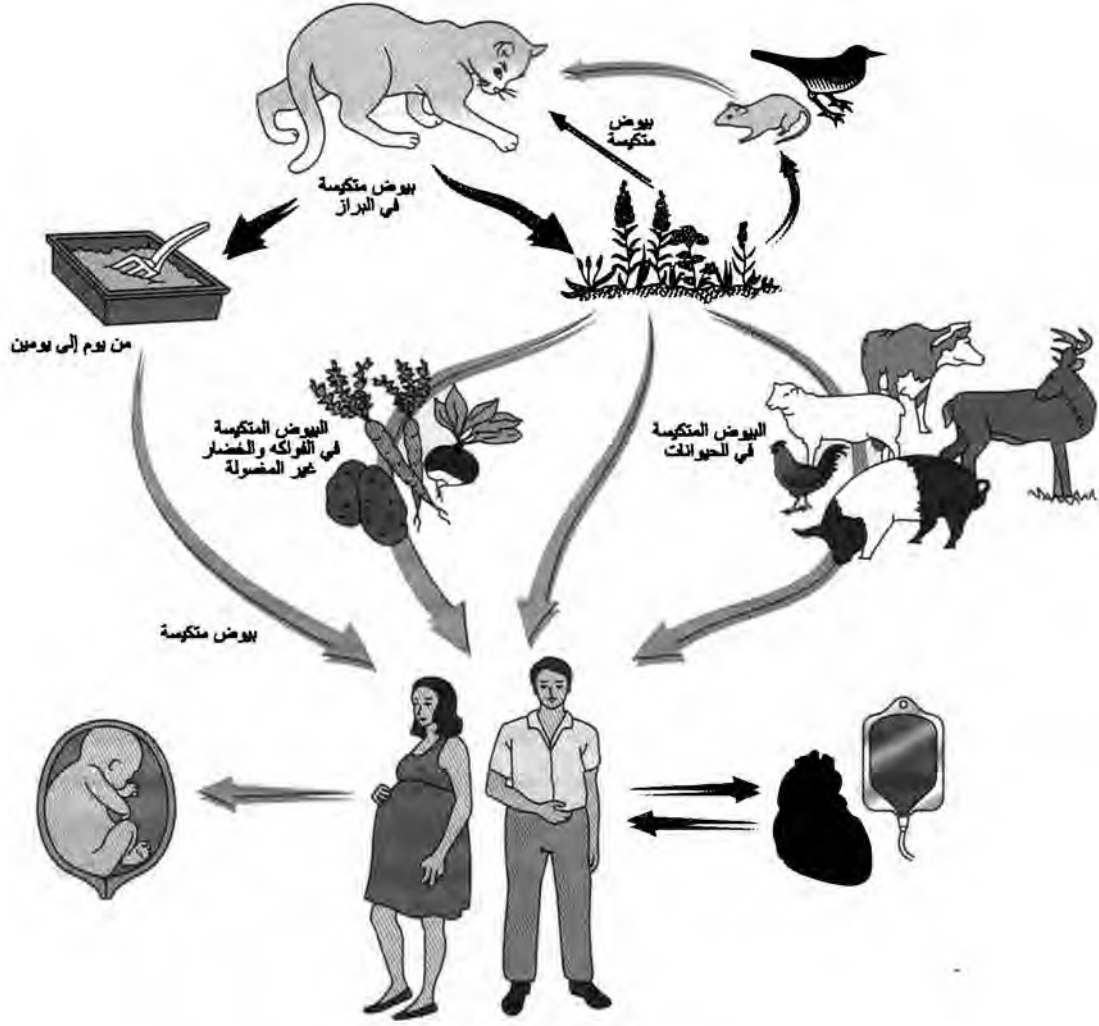 بيوض
متكيسة
بيوض متكيسة
في البراز
من يوم إلى يومين
البيوض المتكيسة
في الفواكه والخضار
غير المغسولة
البيوض المتكيسة
في الحيوانات
بيوض متكيسة